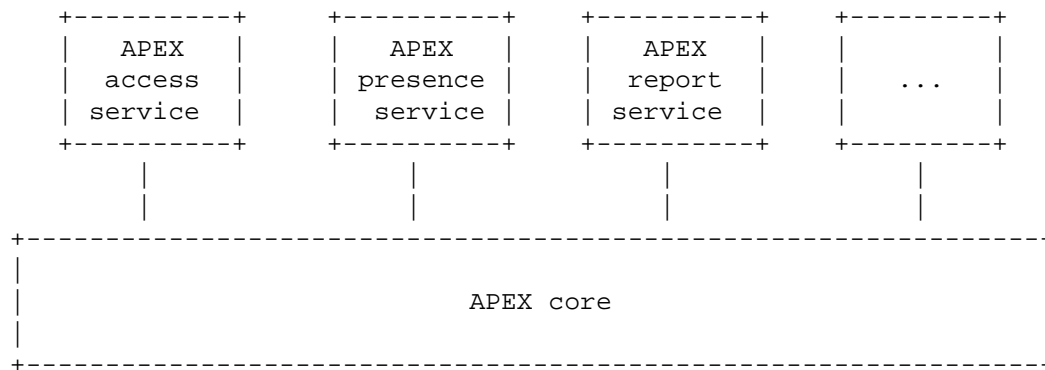 APEX APEX APEX
access presence report ...
service service service
APEX core